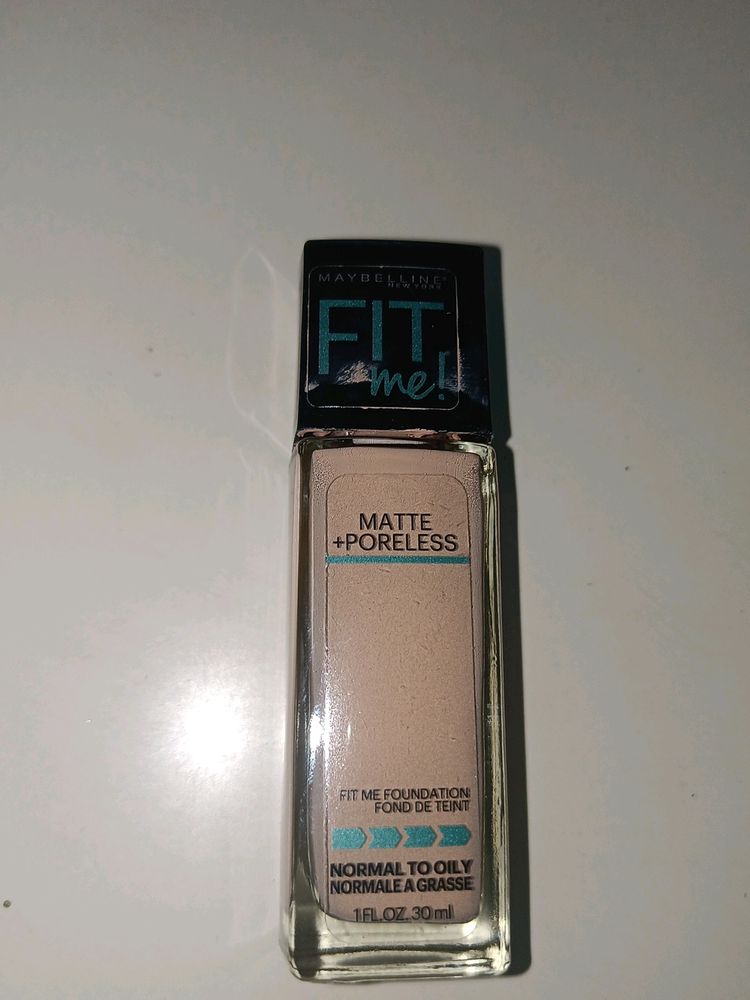 MAYBELLINE
NEW YORK
FIT
me!
MATTE
+PORELESS
FIT ME FOUNDATION
FOND DE TEINT
NORMAL TO OILY
NORMALE A GRASSE
1 FL.OZ. 30 ml